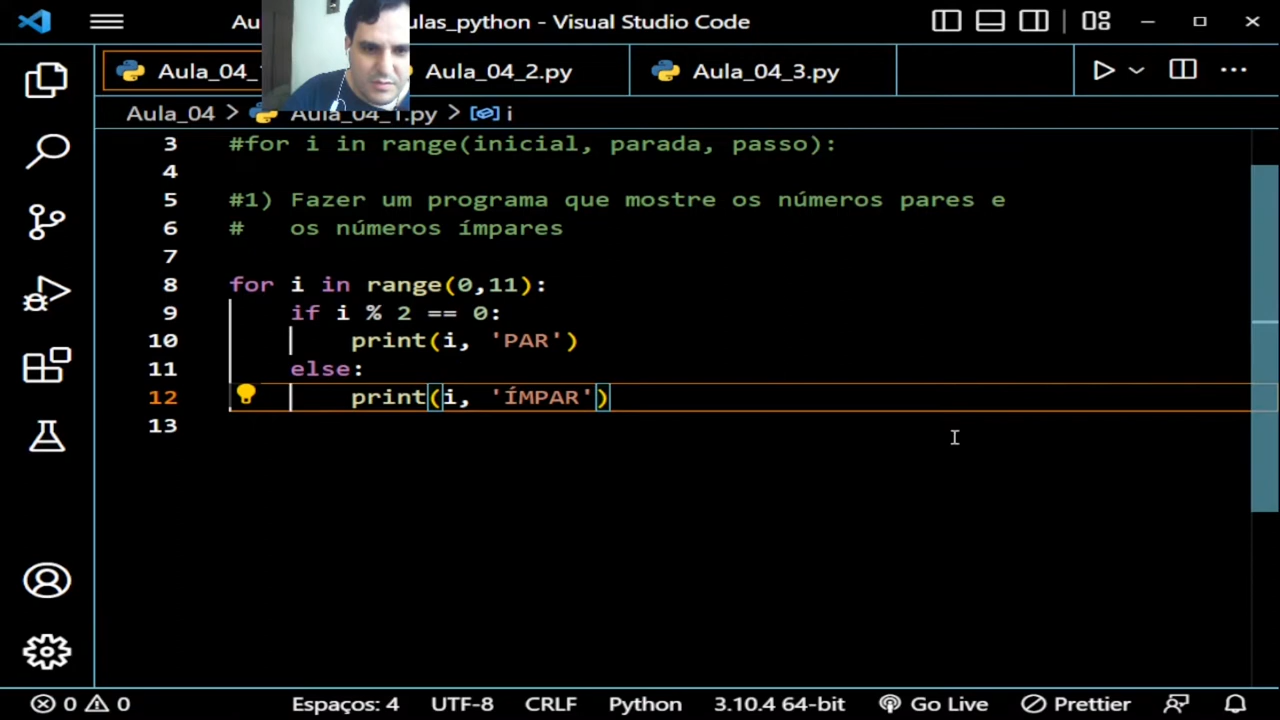 Au aulas_python - Visual Studio Code
Aula_04_ Aula_04_2.py Aula_04_3.py
Aula_04 > Aula_04_1.py > i
3 #for i in range(inicial, parada, passo):
4
5 #1) Fazer um programa que mostre os números pares e
6 # os números ímpares
7
8 for i in range(0,11):
9 if i % 2 == 0:
10 print(i, 'PAR')
11 else:
12 print(i, 'ÍMPAR')
13
0 0 Espaços: 4 UTF-8 CRLF Python 3.10.4 64-bit Go Live Prettier